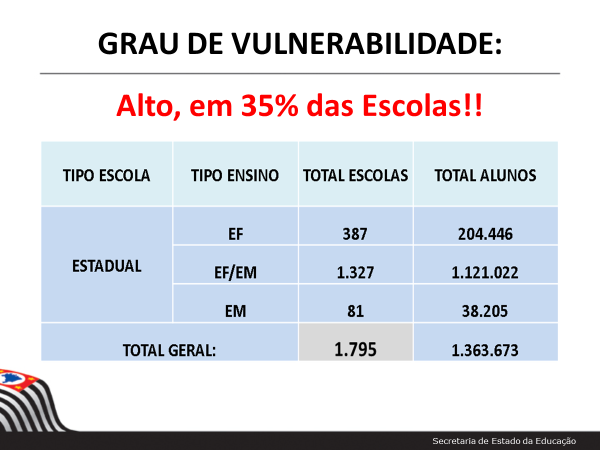 GRAU DE VULNERABILIDADE:
Alto, em 35% das Escolas!!
TIPO ESCOLA TIPO ENSINO TOTAL ESCOLAS TOTAL ALUNOS
ESTADUAL
EF 387 204.446
EF/EM 1.327 1.121.022
EM 81 38.205
TOTAL GERAL: 1.795 1.363.673
Secretaria de Estado da Educação